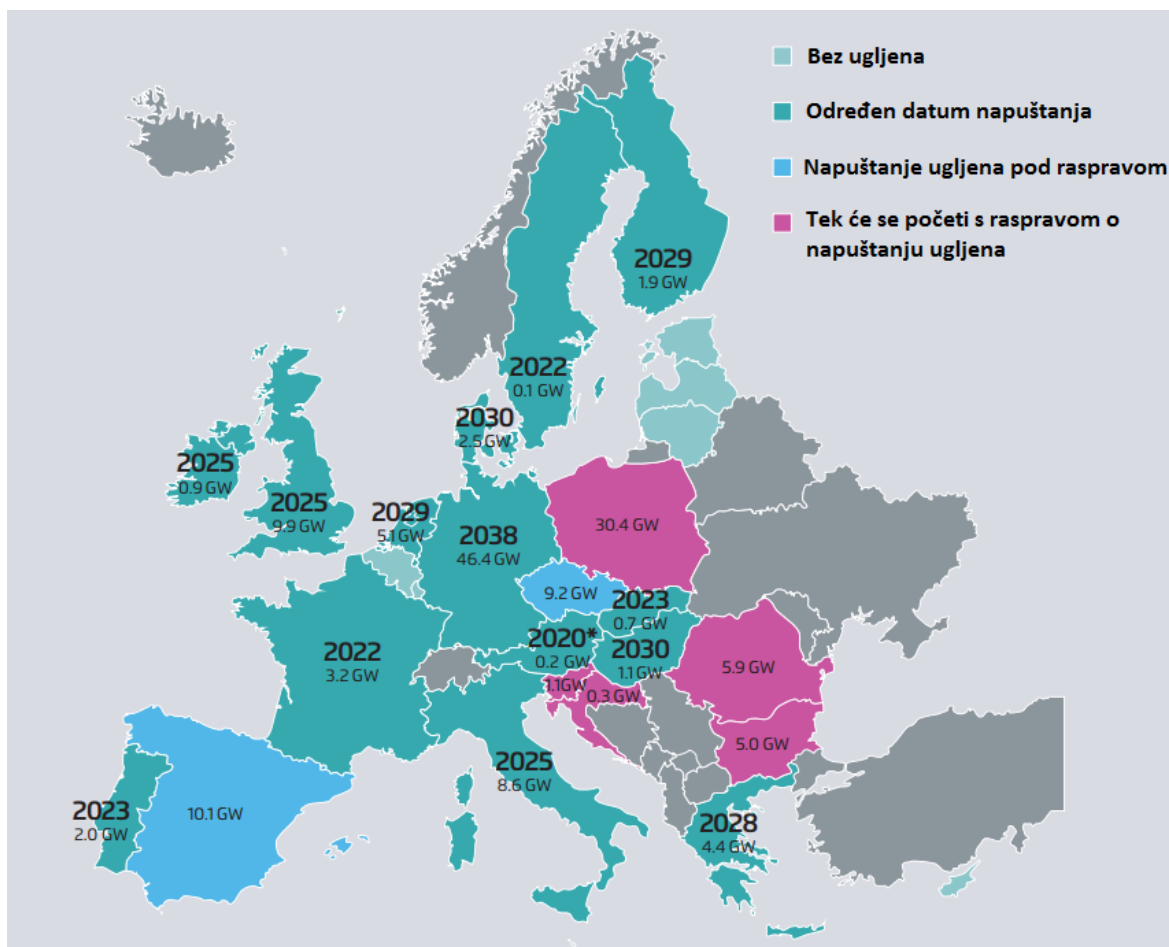 Bez ugljena
Određen datum napuštanja
Napuštanje ugljena pod raspravom
Tek će se početi s raspravom o
napuštanju ugljena
2029
1.9 GW
2022
0.1 GW
2030
2.5 GW
2025
0.9 GW
2025
9.9 GW
2029
5.1 GW
2038
46.4 GW
30.4 GW
9.2 GW
2023
0.7 GW
2020*
0.2 GW
2030
1.1 GW
2022
3.2 GW
1.1GW
0.3 GW
5.9 GW
5.0 GW
2025
8.6 GW
10.1 GW
2023
2.0 GW
2028
4.4 GW